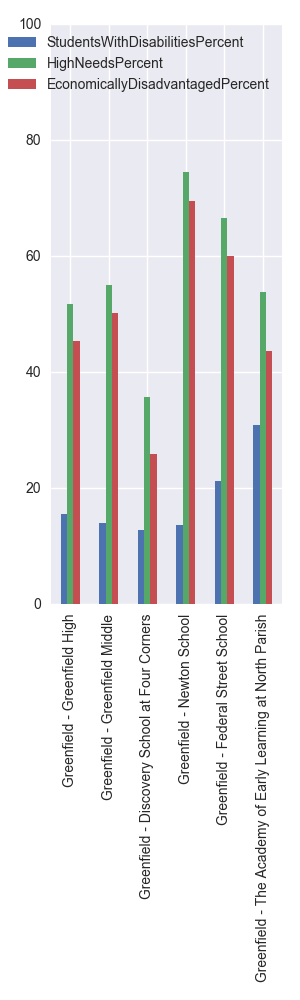 100
StudentsWithDisabilitiesPercent
HighNeedsPercent
EconomicallyDisadvantagedPercent
80
60
40
20
0
Greenfield - Greenfield High
Greenfield - Greenfield Middle
Greenfield - Discovery School at Four Corners
Greenfield - Newton School
Greenfield - Federal Street School
Greenfield - The Academy of Early Learning at North Parish